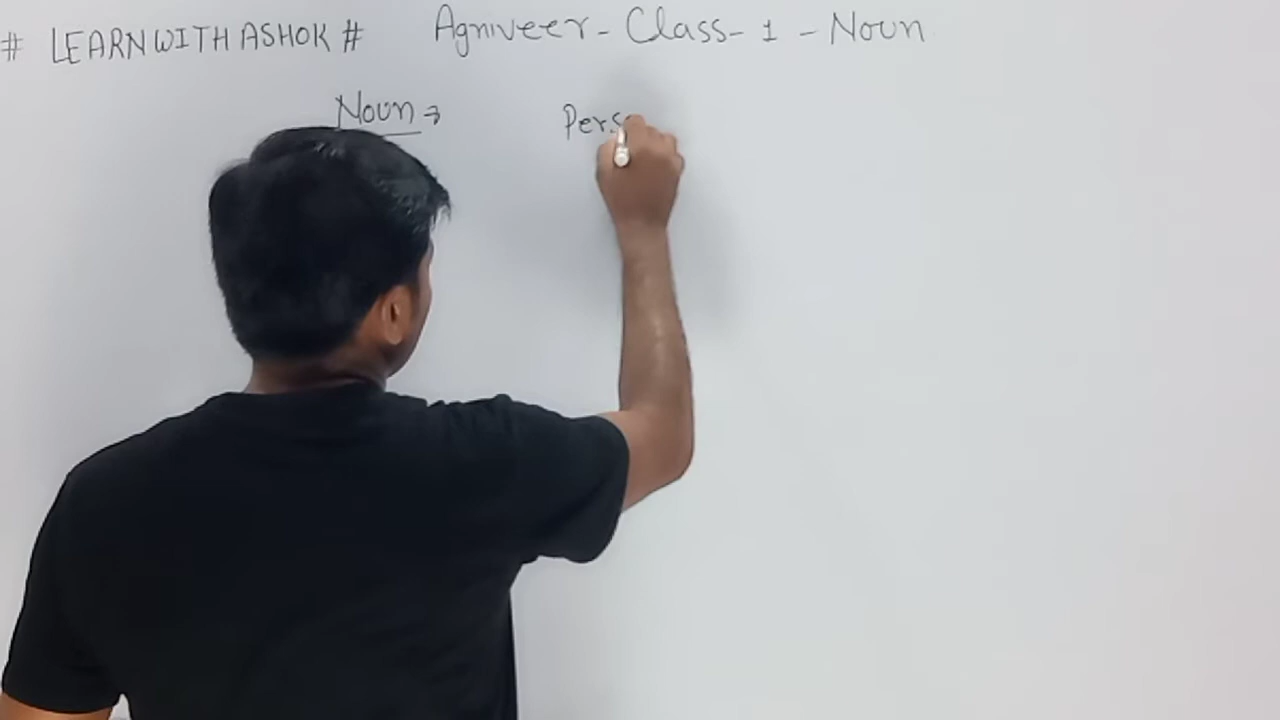 # LEARN WITH ASHOK # Agniveer - Class - 1 - Noun
Noun → Pers